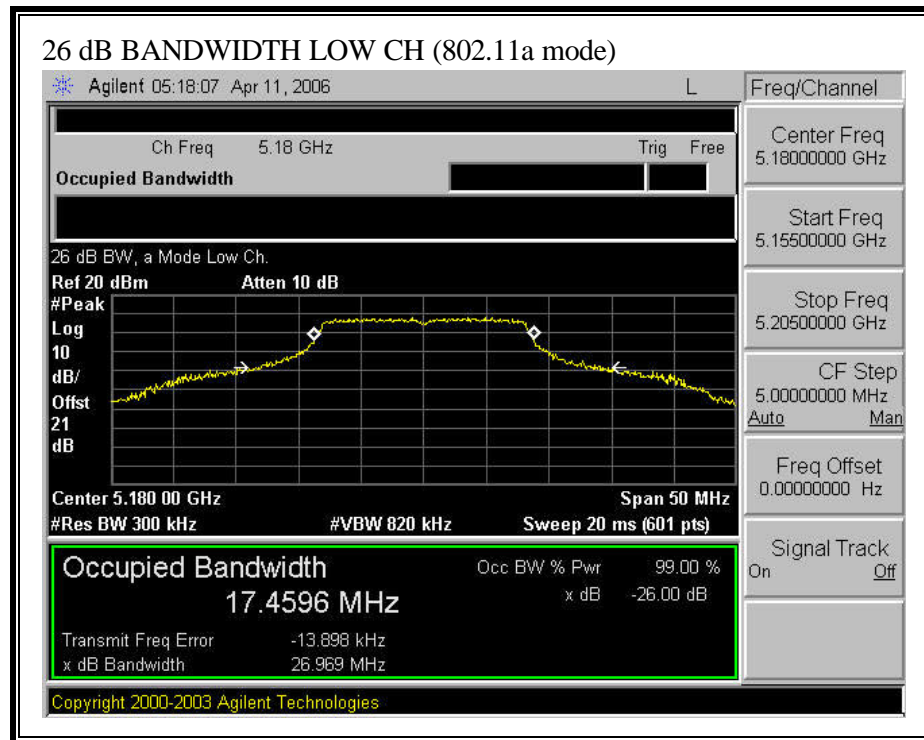 26 dB BANDWIDTH LOW CH (802.11a mode)
Agilent 05:18:07 Apr 11, 2006 L
Freq/Channel
Ch Freq 5.18 GHz Trig Free
Occupied Bandwidth
Center Freq
5.18000000 GHz
Start Freq
5.15500000 GHz
26 dB BW, a Mode Low Ch.
Ref 20 dBm Atten 10 dB
#Peak
Log
10
dB/
Offst
21
dB
Stop Freq
5.20500000 GHz
CF Step
5.00000000 MHz
Auto Man
Freq Offset
0.00000000 Hz
Center 5.180 00 GHz Span 50 MHz
#Res BW 300 kHz #VBW 820 kHz Sweep 20 ms (601 pts)
Signal Track
On Off
Occupied Bandwidth Occ BW % Pwr 99.00 %
17.4596 MHz x dB -26.00 dB
Transmit Freq Error -13.898 kHz
x dB Bandwidth 26.969 MHz
Copyright 2000-2003 Agilent Technologies